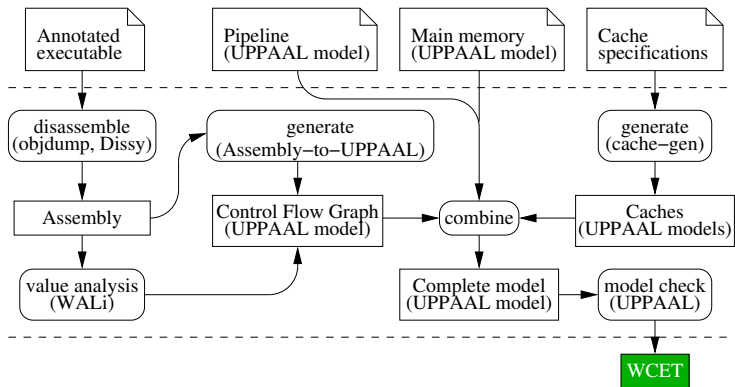 Annotated
executable
Pipeline
(UPPAAL model)
Main memory
(UPPAAL model)
Cache
specifications
disassemble
(objdump, Dissy)
generate
(Assembly−to−UPPAAL)
generate
(cache−gen)
Assembly
Control Flow Graph
(UPPAAL model)
combine
Caches
(UPPAAL models)
value analysis
(WALi)
Complete model
(UPPAAL model)
model check
(UPPAAL)
WCET